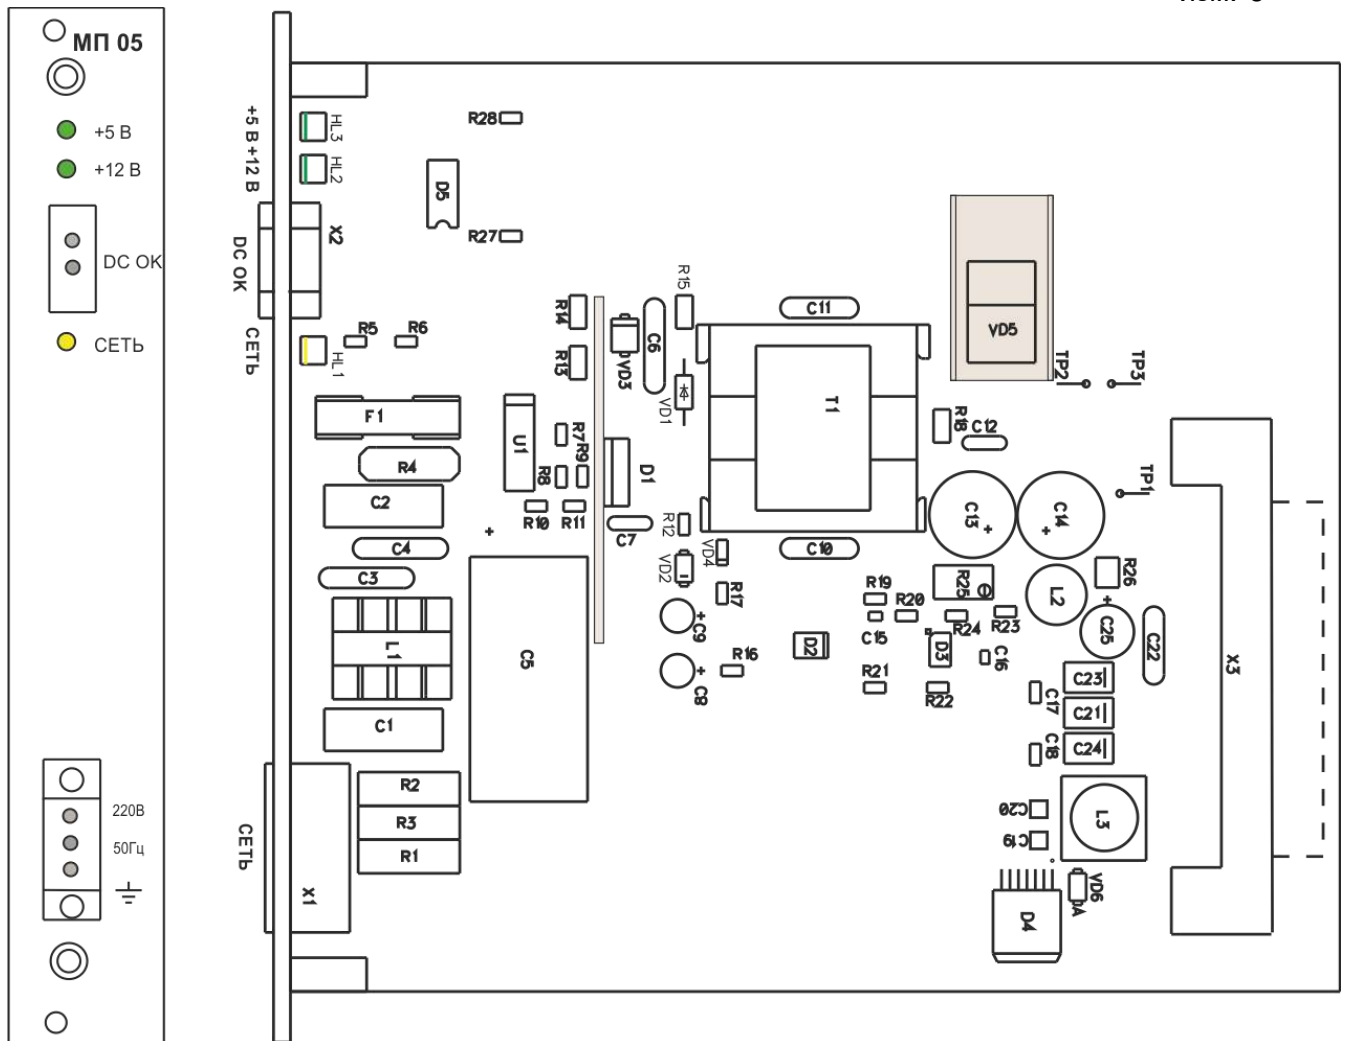 МП 05
+5 В
+12 В
DC OK
СЕТЬ
220В
50Гц
+5 В +12 В
DC OK
СЕТЬ
СЕТЬ
HL3
HL2
X2
HL1
R5
R6
R28
D5
R27
R14
R13
VD3
C6
R15
VD1
C11
T1
VD5
TP2
TP3
F1
R4
C2
C4
C3
L1
C1
R2
R3
R1
X1
U1
R7
R9
R8
R10
R11
D1
C7
R12
VD2
VD4
R17
+
C5
+
C9
+
C8
R16
C10
R18
C12
C13
+
C14
+
TP1
R19
R20
C15
R21
D2
R25
R24
R23
D3
R22
C16
L2
R26
+
C25
C22
C23
C21
C24
C17
C18
C20
C19
L3
VD6
A
D4
X3